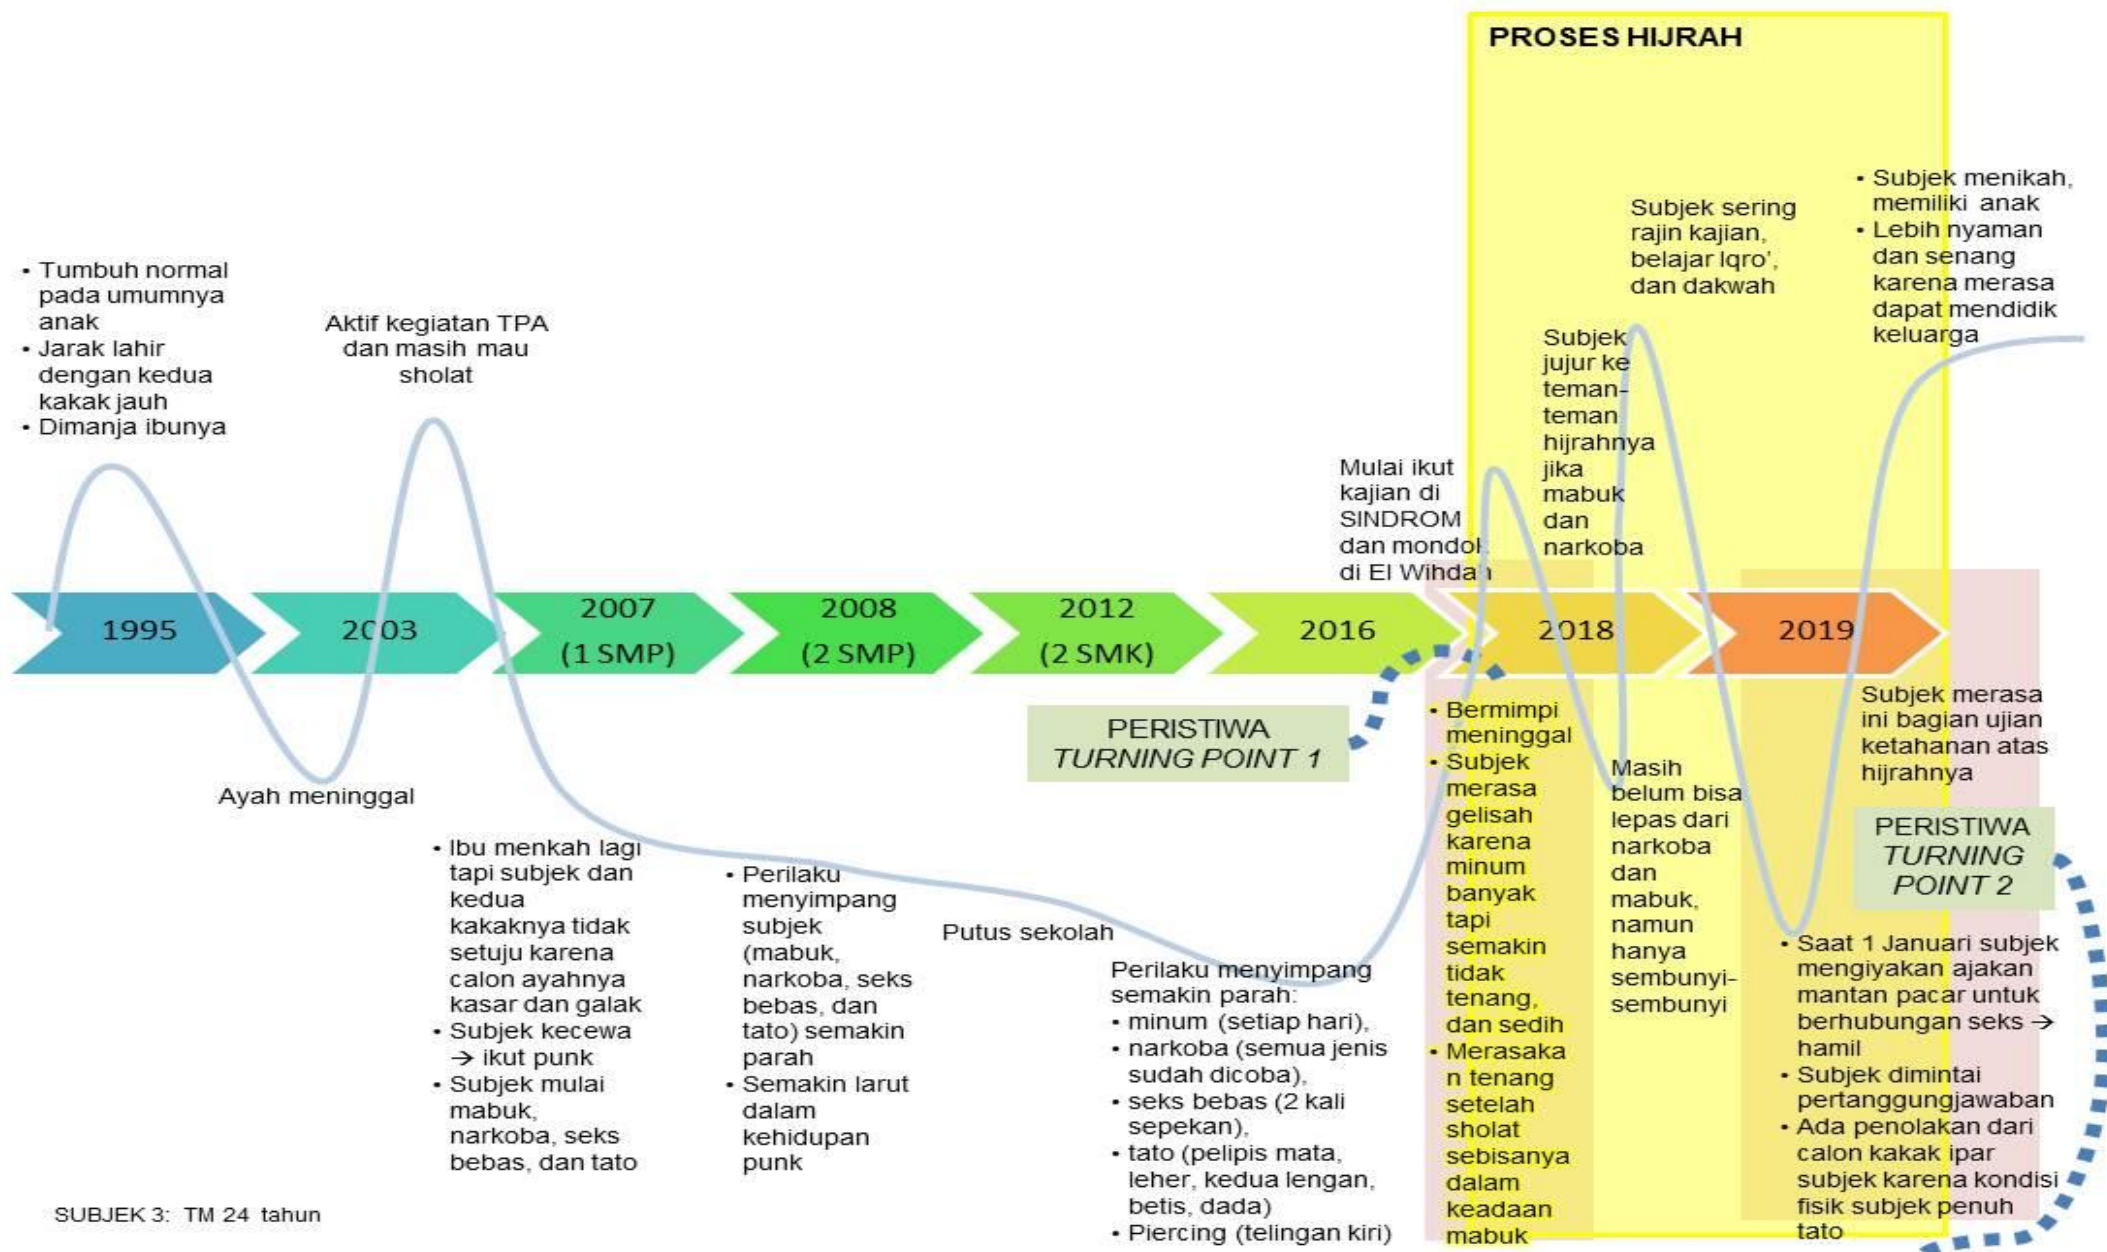 PROSES HIJRAH
• Tumbuh normal
pada umumnya
anak
• Jarak lahir
dengan kedua
kakak jauh
• Dimanja ibunya
Aktif kegiatan TPA
dan masih mau
sholat
Mulai ikut
kajian di
SINDROM
dan mondok
di El Wihdah
Subjek
jujur ke
teman-
teman
hijrahnya
jika
mabuk
dan
narkoba
Subjek sering
rajin kajian,
belajar Iqro',
dan dakwah
• Subjek menikah,
memiliki anak
• Lebih nyaman
dan senang
karena merasa
dapat mendidik
keluarga
1995
2003
2007
(1 SMP)
2008
(2 SMP)
2012
(2 SMK)
2016
2018
2019
Ayah meninggal
• Ibu menkah lagi
tapi subjek dan
kedua
kakaknya tidak
setuju karena
calon ayahnya
kasar dan galak
• Subjek kecewa
→ ikut punk
• Subjek mulai
mabuk,
narkoba, seks
bebas, dan tato
• Perilaku
menyimpang
subjek
(mabuk,
narkoba, seks
bebas, dan
tato) semakin
parah
• Semakin larut
dalam
kehidupan
punk
Putus sekolah
PERISTIWA
TURNING POINT 1
Perilaku menyimpang
semakin parah:
• minum (setiap hari),
• narkoba (semua jenis
sudah dicoba),
• seks bebas (2 kali
sepekan),
• tato (pelipis mata,
leher, kedua lengan,
betis, dada)
• Piercing (telingan kiri)
• Bermimpi
meninggal
• Subjek
merasa
gelisah
karena
minum
banyak
tapi
semakin
tidak
tenang,
dan sedih
• Merasaka
n tenang
setelah
sholat
sebisanya
dalam
keadaan
mabuk
Masih
belum bisa
lepas dari
narkoba
dan
mabuk,
namun
hanya
sembunyi-
sembunyi
Subjek merasa
ini bagian ujian
ketahanan atas
hijrahnya
PERISTIWA
TURNING
POINT 2
• Saat 1 Januari subjek
mengiyakan ajakan
mantan pacar untuk
berhubungan seks →
hamil
• Subjek dimintai
pertanggungjawaban
• Ada penolakan dari
calon kakak ipar
subjek karena kondisi
fisik subjek penuh
tato
SUBJEK 3: TM 24 tahun